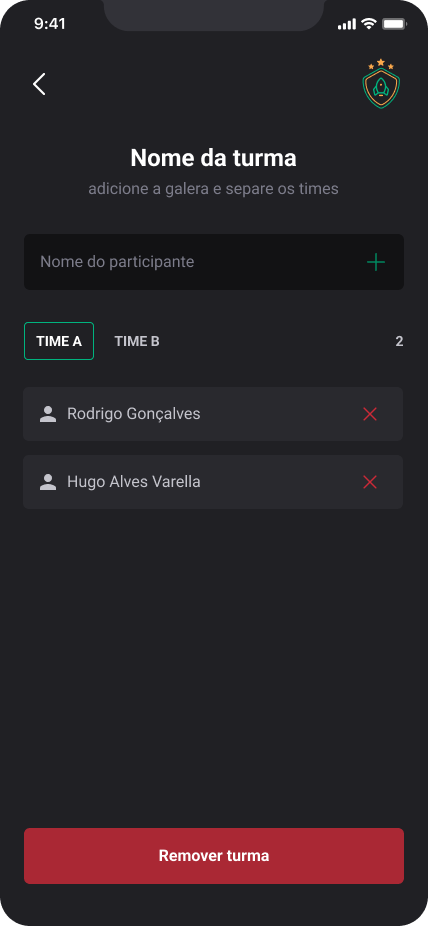 9:41
Nome da turma
adicione a galera e separe os times
Nome do participante
TIME A TIME B 2
Rodrigo Gonçalves
Hugo Alves Varella
Remover turma